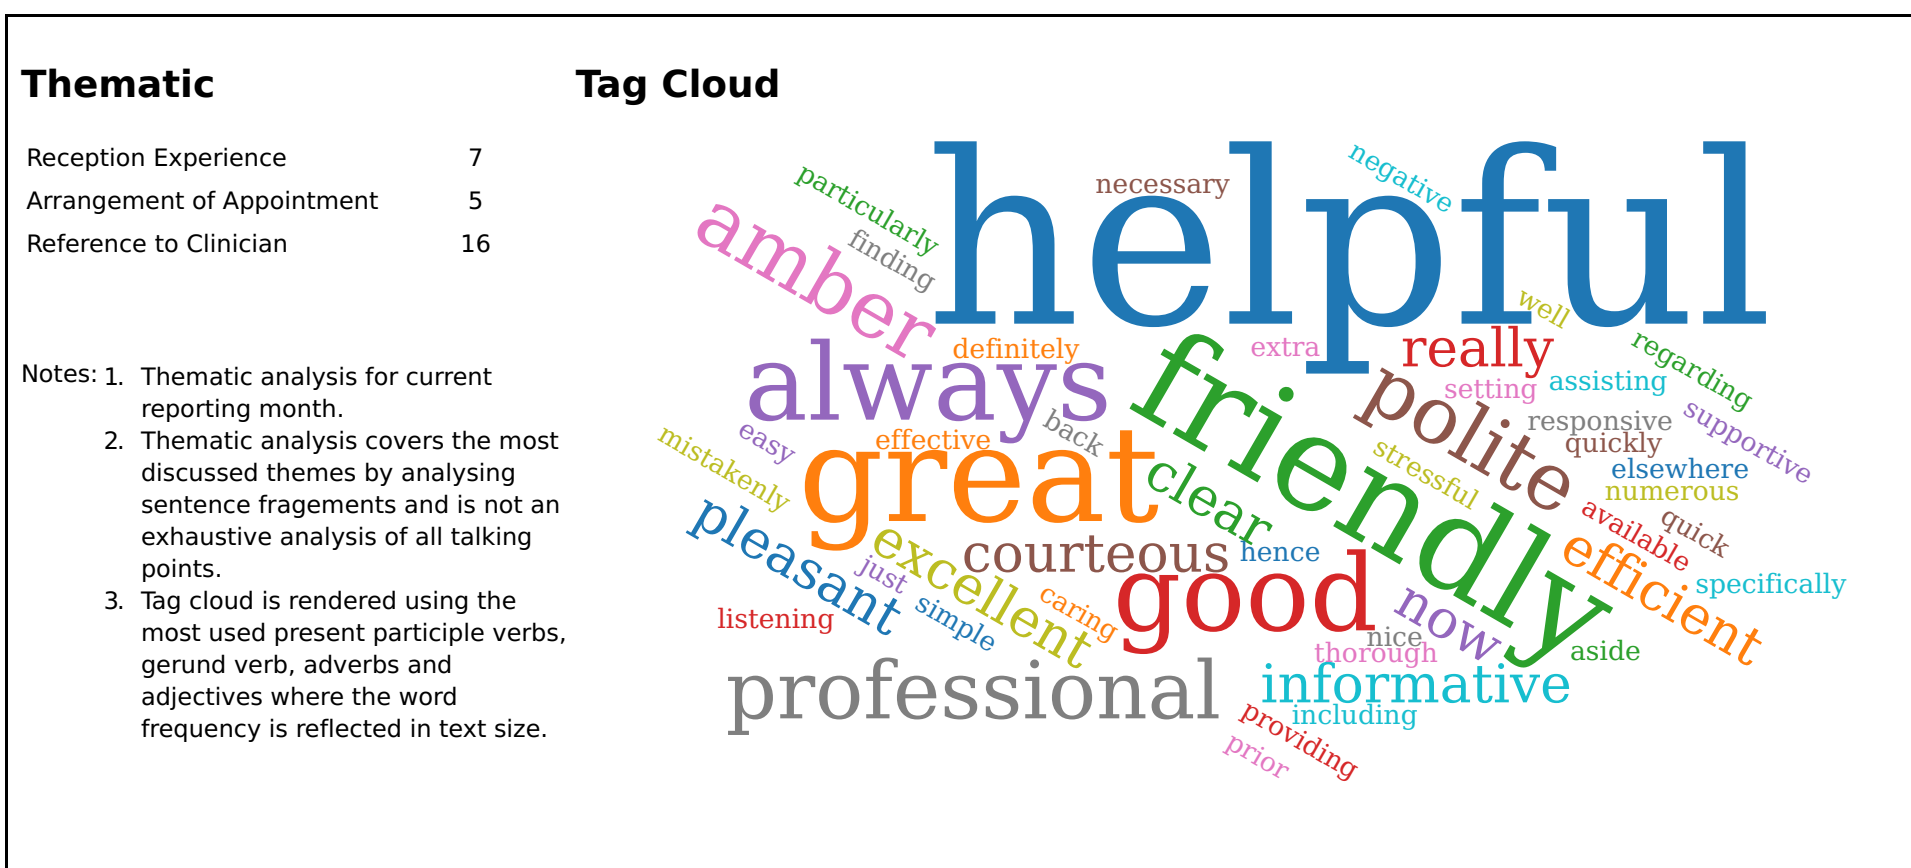 Thematic
Reception Experience 7
Arrangement of Appointment 5
Reference to Clinician 16
Notes: 1. Thematic analysis for current
reporting month.
2. Thematic analysis covers the most
discussed themes by analysing
sentence fragements and is not an
exhaustive analysis of all talking
points.
3. Tag cloud is rendered using the
most used present participle verbs,
gerund verb, adverbs and
adjectives where the word
frequency is reflected in text size.
Tag Cloud
helpful
negative
necessary
particularly
finding
amber
well
really
regarding
definitely
extra
always
friendly
setting
assisting
polite
supportive
responsive
quickly
back
easy
effective
mistakenly
great
clear
stressful
elsewhere
numerous
available
quick
pleasant
excellent
courteous
hence
efficient
specifically
just
simple
caring
good
now
listening
nice
thorough
aside
professional
informative
including
providing
prior